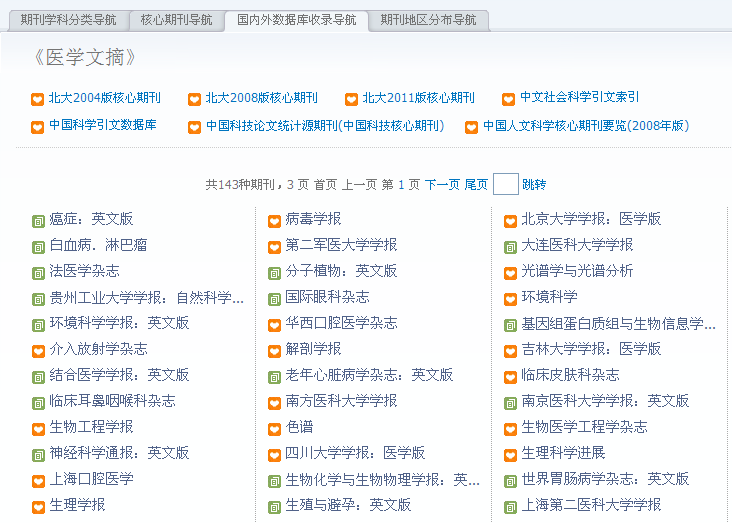 期刊学科分类导航 核心期刊导航 国内外数据库收录导航 期刊地区分布导航
《医学文摘》
北大2004版核心期刊 北大2008版核心期刊 北大2011版核心期刊 中文社会科学引文索引
中国科学引文数据库 中国科技论文统计源期刊(中国科技核心期刊) 中国人文科学核心期刊要览(2008年版)
共143种期刊，3 页 首页 上一页 第 1 页 下一页 尾页 跳转
癌症：英文版 病毒学报 北京大学学报：医学版
白血病．淋巴瘤 第二军医大学学报 大连医科大学学报
法医学杂志 分子植物：英文版 光谱学与光谱分析
贵州工业大学学报：自然科学... 国际眼科杂志 环境科学
环境科学学报：英文版 华西口腔医学杂志 基因组蛋白质组与生物信息学...
介入放射学杂志 解剖学报 吉林大学学报：医学版
结合医学学报：英文版 老年心脏病学杂志：英文版 临床皮肤科杂志
临床耳鼻咽喉科杂志 南方医科大学学报 南京医科大学学报：英文版
生物工程学报 色谱 生物医学工程学杂志
神经科学通报：英文版 四川大学学报：医学版 生理科学进展
上海口腔医学 生物化学与生物物理学报：英... 世界胃肠病学杂志：英文版
生理学报 生殖与避孕：英文版 上海第二医科大学学报